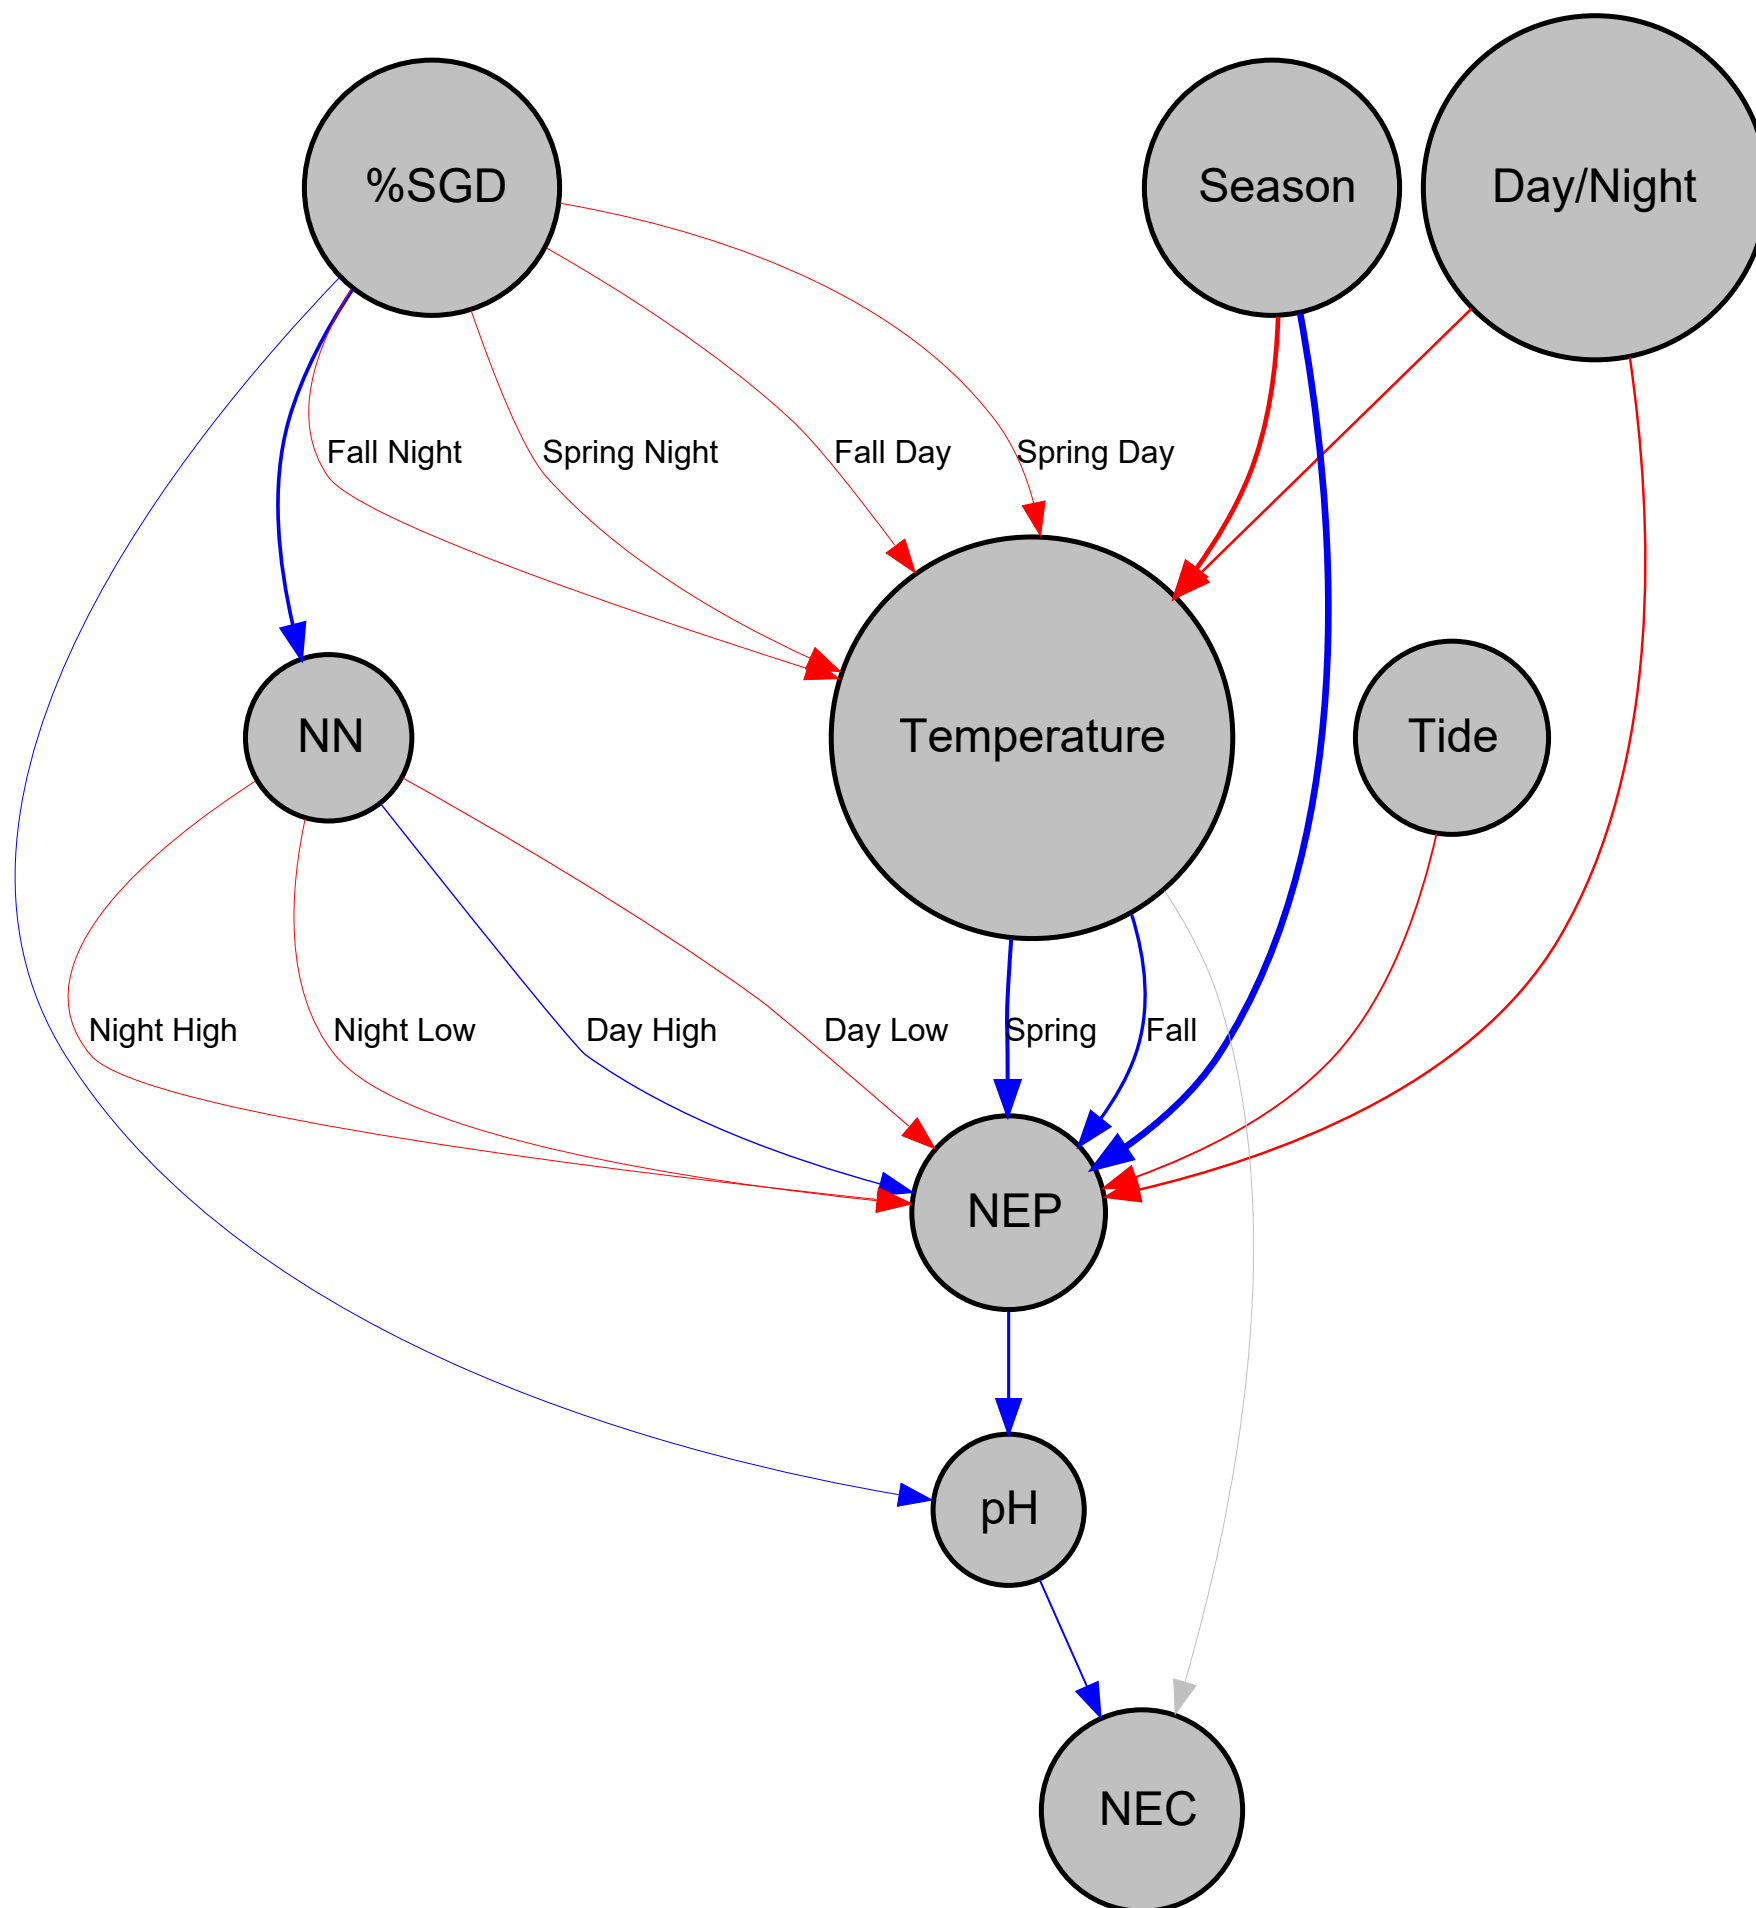 %SGD
Season
Day/Night
Fall Night
Spring Night
Fall Day
Spring Day
NN
Temperature
Tide
Night High
Night Low
Day High
Day Low
Spring
Fall
NEP
pH
NEC